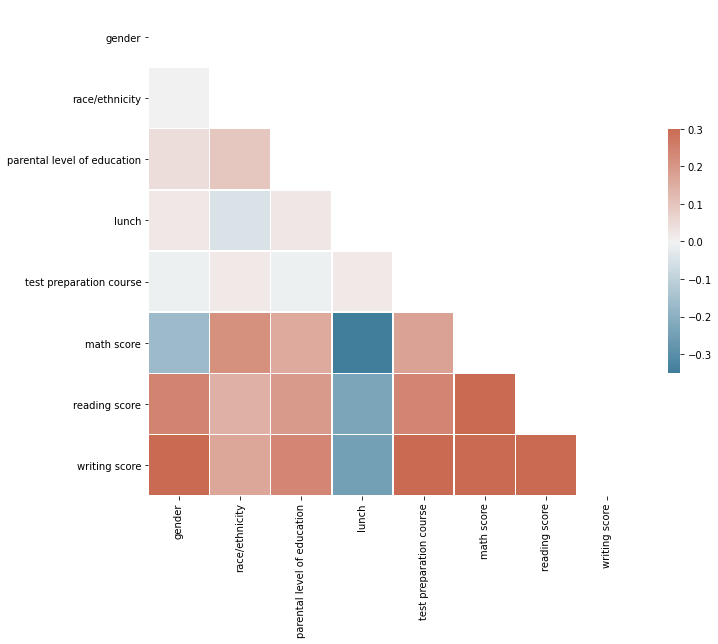 gender
race/ethnicity
parental level of education
lunch
test preparation course
math score
reading score
writing score
gender
race/ethnicity
parental level of education
lunch
test preparation course
math score
reading score
writing score
0.3
0.2
0.1
0.0
−0.1
−0.2
−0.3